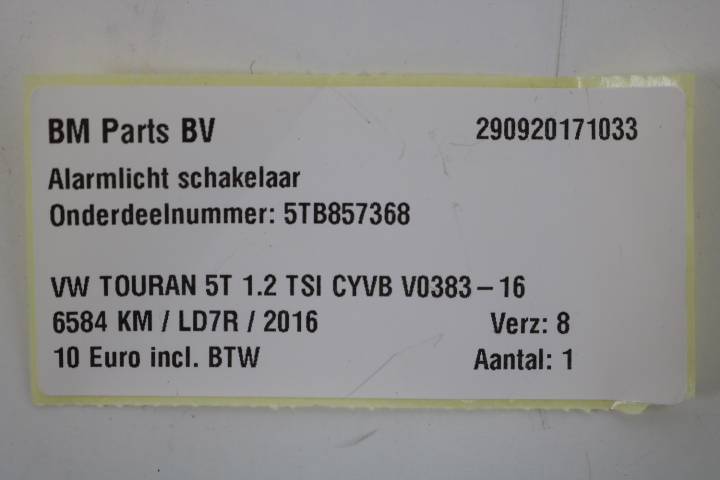 BM Parts BV 290920171033
Alarmlicht schakelaar
Onderdeelnummer: 5TB857368
VW TOURAN 5T 1.2 TSI CYVB V0383-16
6584 KM / LD7R / 2016 Verz: 8
10 Euro incl. BTW Aantal: 1